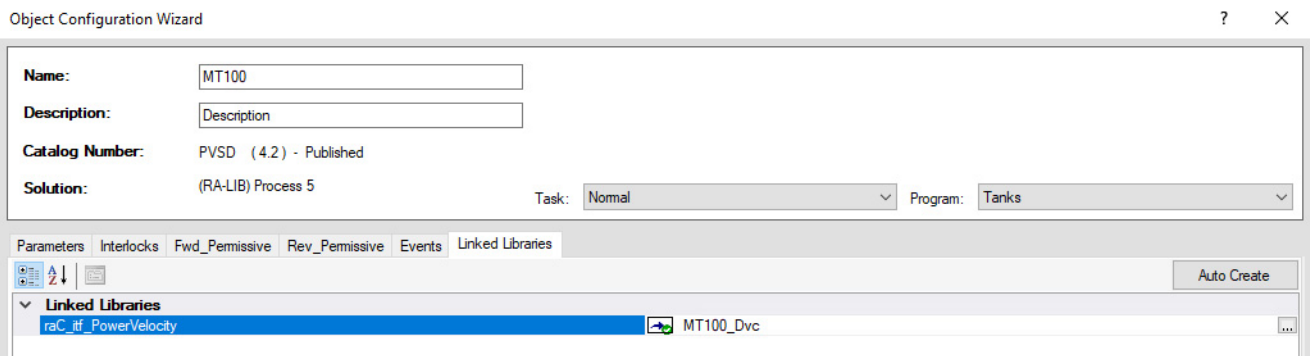 Object Configuration Wizard ?
Name: MT100
Description: Description
Catalog Number: PVSD (4.2) - Published
Solution: (RA-LIB) Process 5 Task: Normal Program: Tanks
Parameters Interlocks Fwd_Permissive Rev_Permissive Events Linked Libraries
Auto Create
Linked Libraries
raC_itf_PowerVelocity MT100_Dvc ...